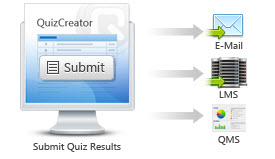 QuizCreator
Submit
Submit Quiz Results
E-Mail
LMS
QMS